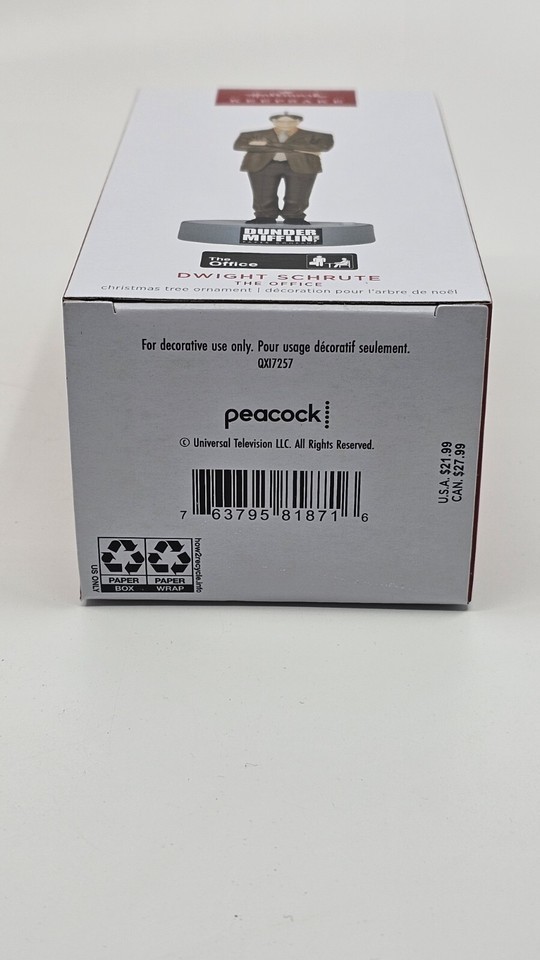 Hallmark
KEEPSAKE
DUNDER
MIFFLIN
The
Office
DWIGHT SCHRUTE
THE OFFICE
christmas tree ornament | décoration pour l'arbre de noël
For decorative use only. Pour usage décoratif seulement.
QXI7257
peacock
© Universal Television LLC. All Rights Reserved.
U.S.A. $21.99
CAN. $27.99
7 63795 81871 6
US ONLY
PAPER
BOX
PAPER
WRAP
how2recycle.info